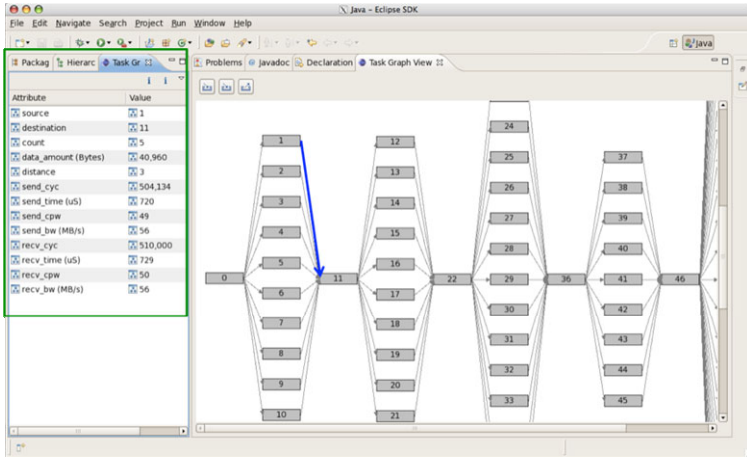 Java - Eclipse SDK
File Edit Navigate Search Project Run Window Help
Java
Packag Hierarc Task Gr
Problems Javadoc Declaration Task Graph View
Attribute Value
source 1
destination 11
count 5
data_amount (Bytes) 40,960
distance 3
send_cyc 504,134
send_time (uS) 720
send_cpw 49
send_bw (MB/s) 56
recv_cyc 510,000
recv_time (uS) 729
recv_cpw 50
recv_bw (MB/s) 56
0
1
2
3
4
5
6
7
8
9
10
11
12
13
14
15
16
17
18
19
20
21
22
24
25
26
27
28
29
30
31
32
33
36
37
38
39
40
41
42
43
44
45
46